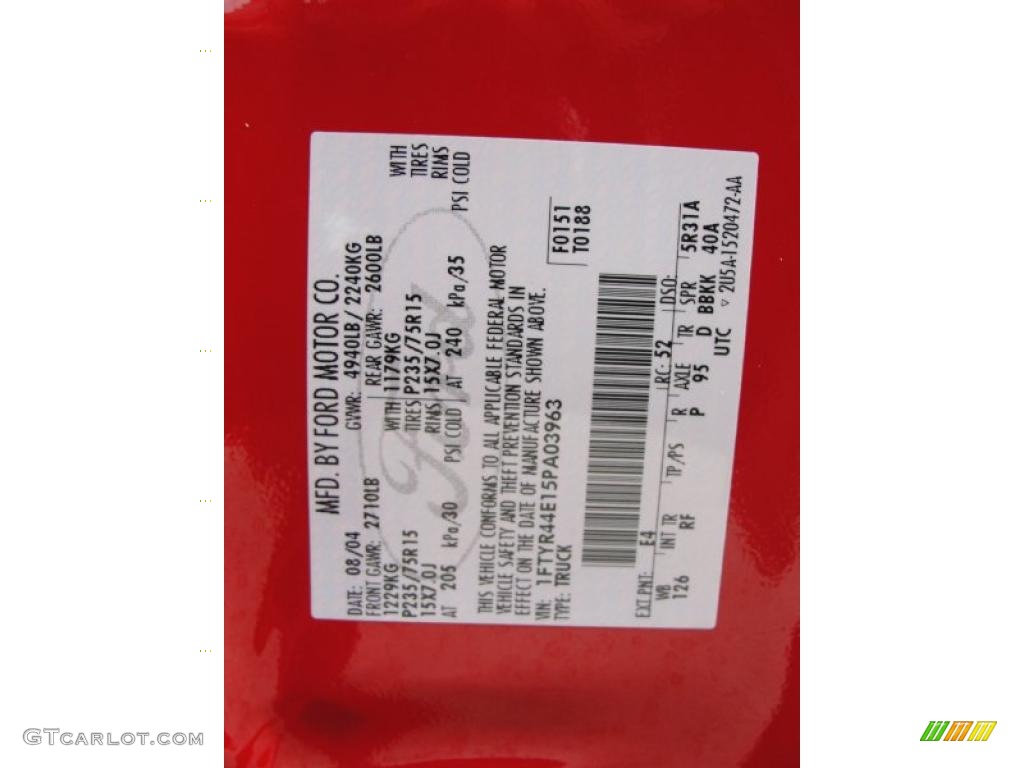 MFD. BY FORD MOTOR CO.
DATE: 08/04 GVWR: 4940LB/ 2240KG
FRONT GAWR: 2710LB REAR GAWR: 2600LB
1229KG WITH 1179KG WITH
P235/75R15 TIRES P235/75R15 TIRES
15X7.0J RIMS 15X7.0J RIMS
AT 205 kPa/30 PSI COLD AT 240 kPa/35 PSI COLD
Ford
THIS VEHICLE CONFORMS TO ALL APPLICABLE FEDERAL MOTOR
VEHICLE SAFETY AND THEFT PREVENTION STANDARDS IN
EFFECT ON THE DATE OF MANUFACTURE SHOWN ABOVE.
VIN: 1FTYR44E15PA03963
TYPE: TRUCK
F0151
T0188
EXT PNT: E4 RC: 52 DSO:
WB INT TR TP/PS R AXLE TR SPR
126 RF P 95 D BBKK 5R31A
40A
UTC ▽ 2U5A-1520472-AA
GTCarlot.com